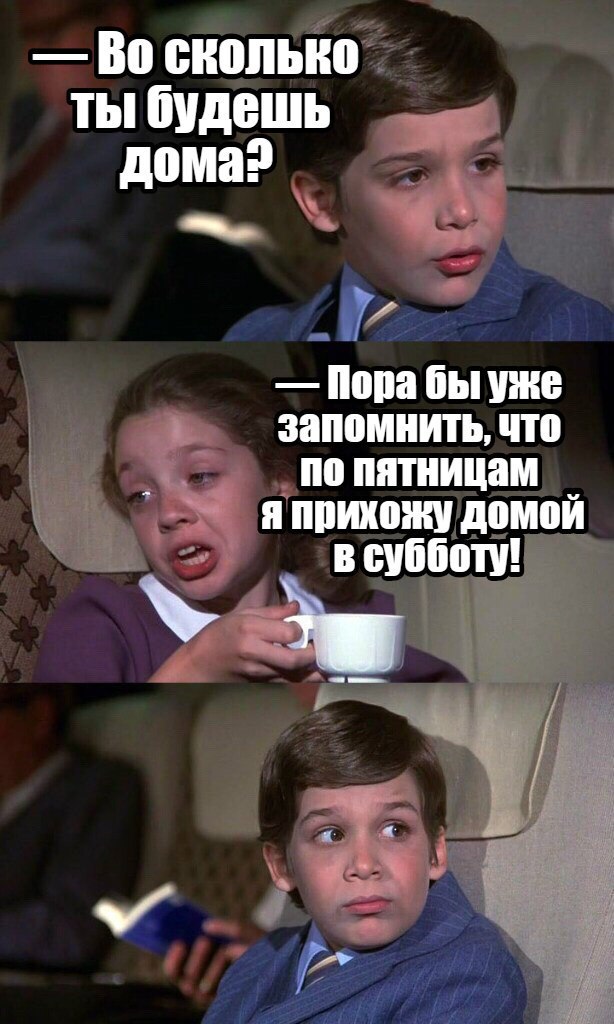 — Во сколько
ты будешь
дома?
— Пора бы уже
запомнить, что
по пятницам
я прихожу домой
в субботу!